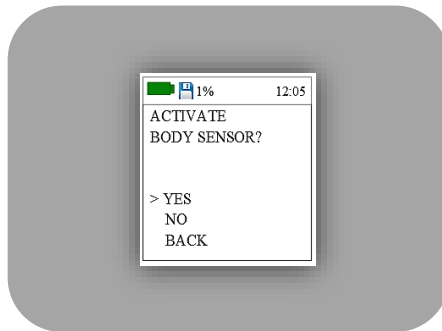 1% 12:05
ACTIVATE
BODY SENSOR?
> YES
NO
BACK